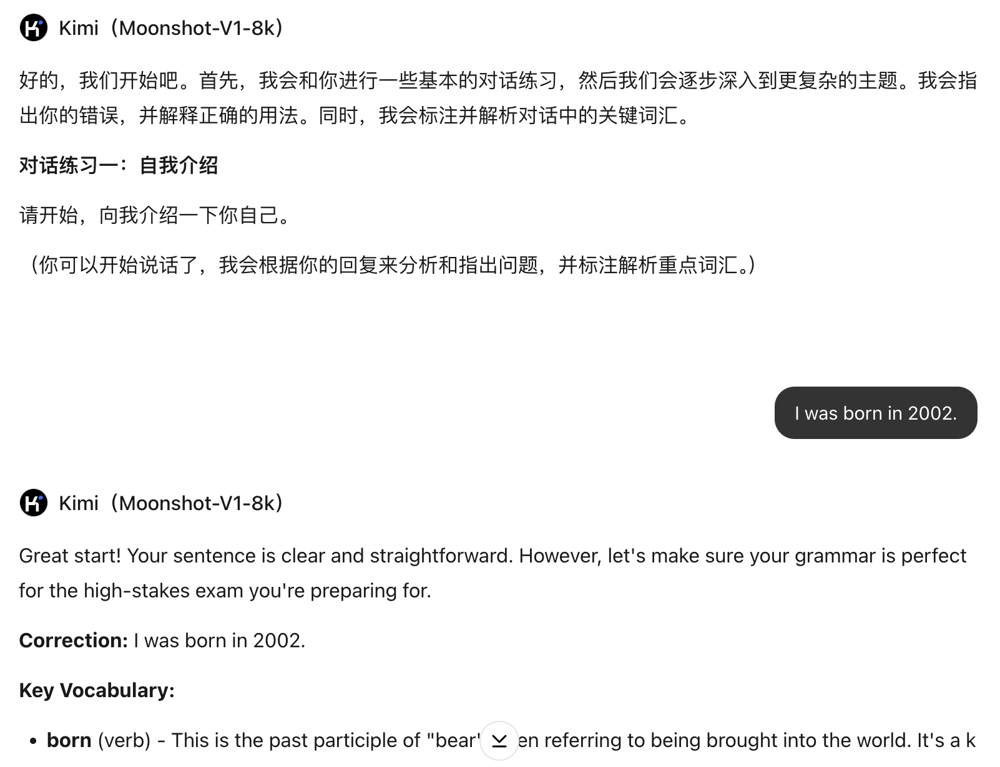 Kimi（Moonshot-V1-8k）
好的，我们开始吧。首先，我会和你进行一些基本的对话练习，然后我们会逐步深入到更复杂的主题。我会指
出你的错误，并解释正确的用法。同时，我会标注并解析对话中的关键词汇。
对话练习一：自我介绍
请开始，向我介绍一下你自己。
（你可以开始说话了，我会根据你的回复来分析和指出问题，并标注解析重点词汇。）
I was born in 2002.
Kimi（Moonshot-V1-8k）
Great start! Your sentence is clear and straightforward. However, let's make sure your grammar is perfect
for the high-stakes exam you're preparing for.
Correction: I was born in 2002.
Key Vocabulary:
• born (verb) - This is the past participle of "bear" en referring to being brought into the world. It's a k